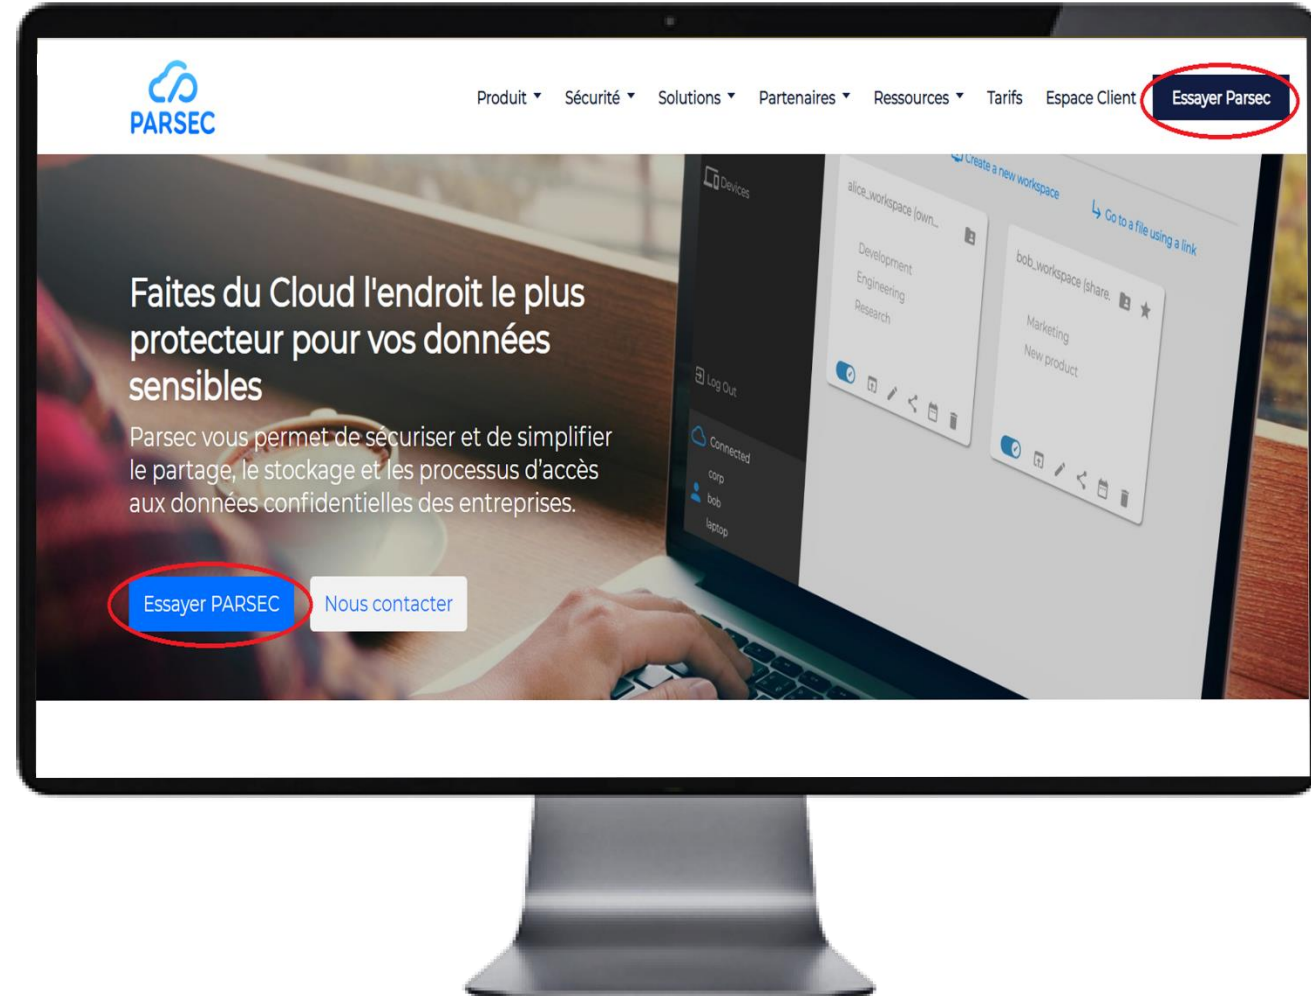 PARSEC
Produit Sécurité Solutions Partenaires Ressources Tarifs Espace Client Essayer Parsec
Faites du Cloud l'endroit le plus
protecteur pour vos données
sensibles
Parsec vous permet de sécuriser et de simplifier
le partage, le stockage et les processus d'accès
aux données confidentielles des entreprises.
Essayer PARSEC Nous contacter
Devices
Log Out
Connected
corp
bob
laptop
Create a new workspace
Go to a file using a link
alice_workspace (own...
Development
Engineering
Research
bob_workspace (share.
Marketing
New product